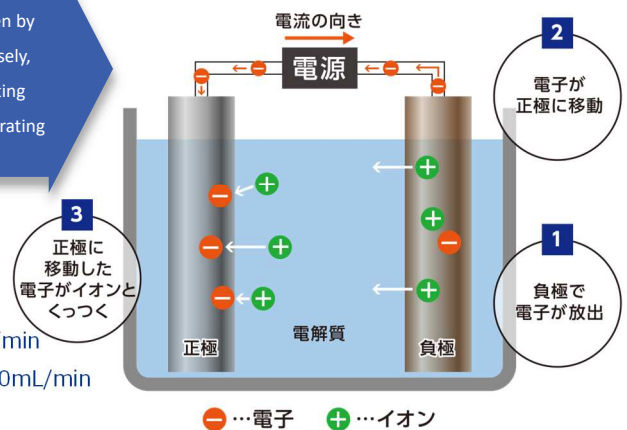 en by
sely,
ting
rating
電流の向き
電源
2
電子が
正極に移動
3
正極に
移動した
電子がイオンと
くっつく
1
負極で
電子が放出
電解質
正極
負極
/min
0mL/min
…電子
…イオン